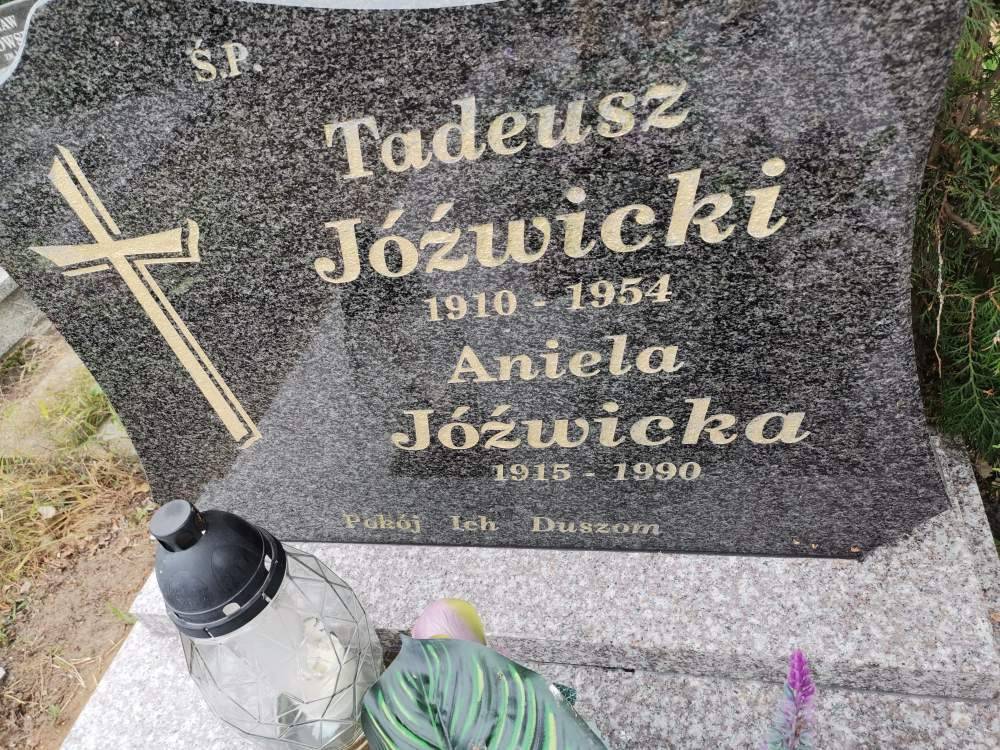 Ś.P.
Tadeusz
Jóźwicki
1910 - 1954
Aniela
Jóźwicka
1915 - 1990
Pokój Ich Duszom